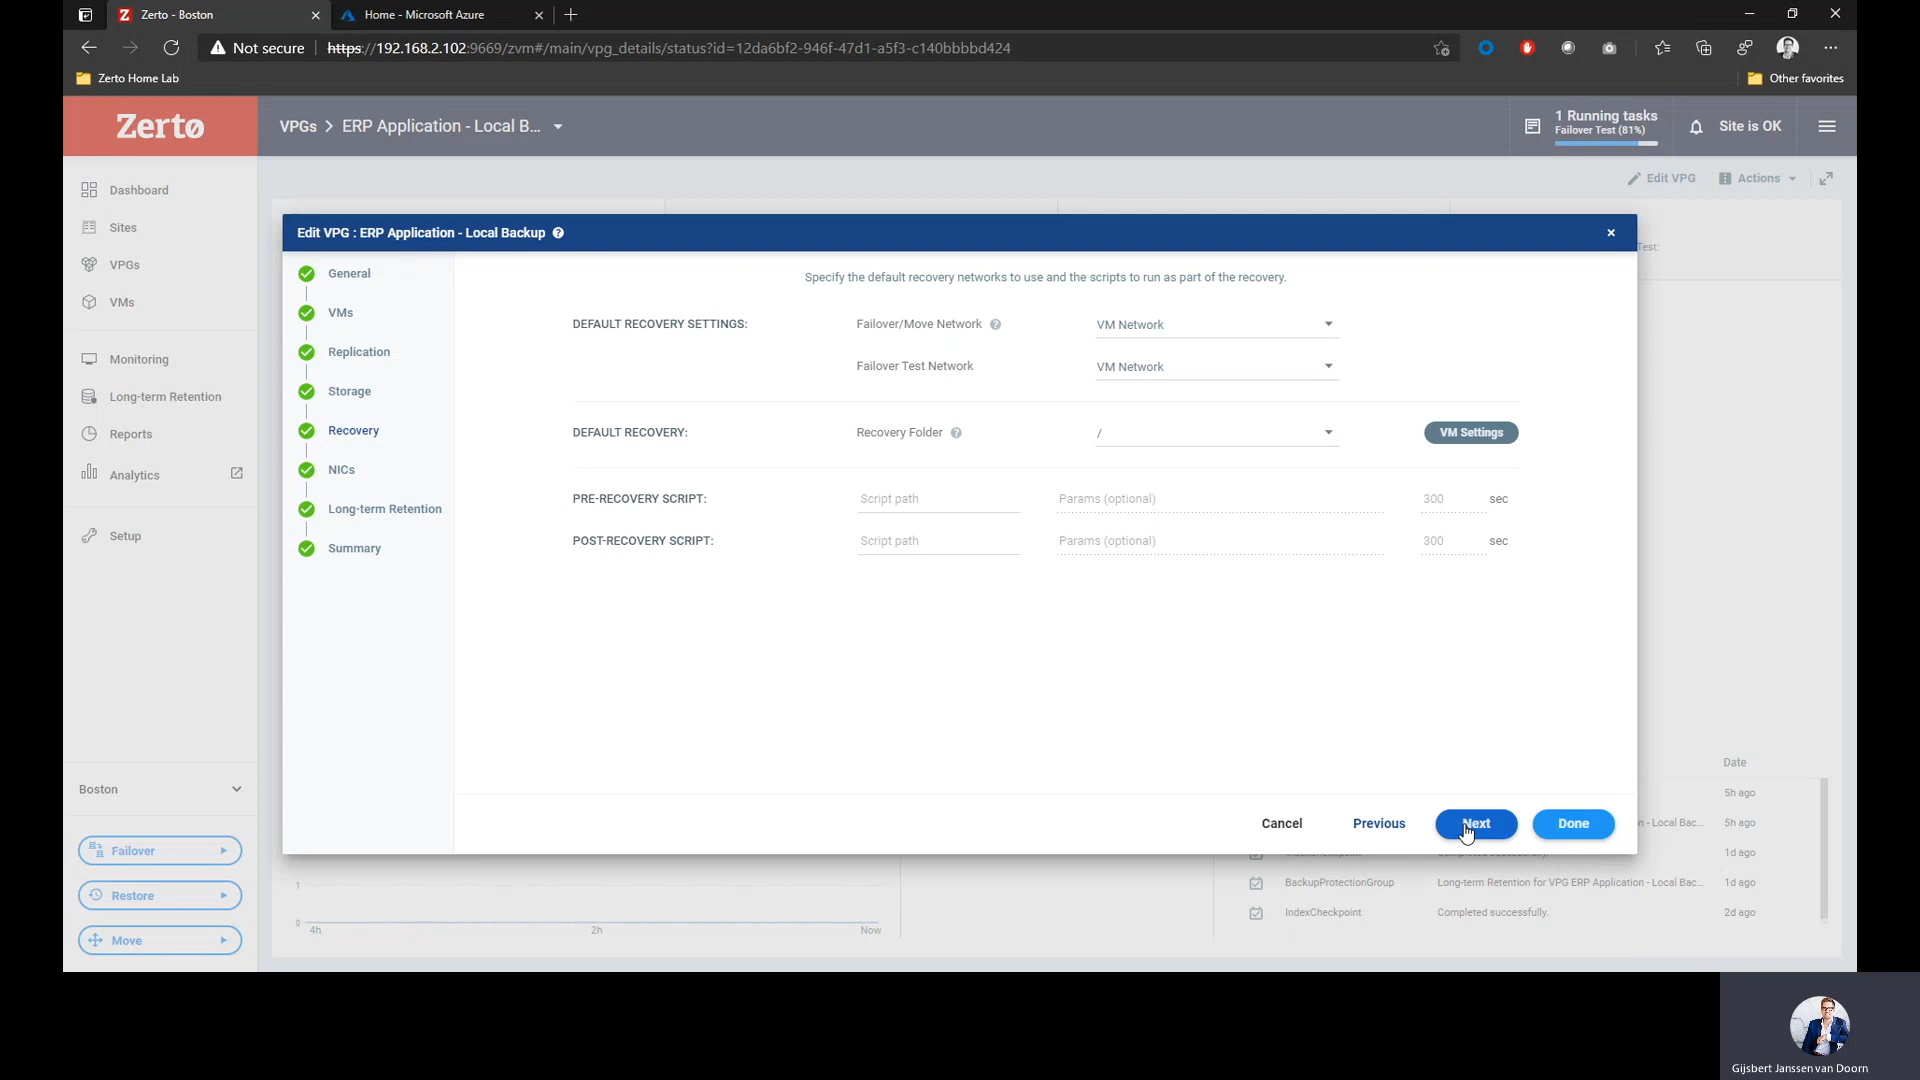 Zerto - Boston
Home - Microsoft Azure
Not secure
https://192.168.2.102:9669/zvm#/main/vpg_details/status?id=12da6bf2-946f-47d1-a5f3-c140bbbbd424
Zerto Home Lab
Other favorites
Zertø
VPGs > ERP Application - Local B...
1 Running tasks
Failover Test (81%)
Site is OK
Edit VPG
Actions
Dashboard
Sites
VPGs
VMs
Monitoring
Long-term Retention
Reports
Analytics
Setup
Boston
Failover
Restore
Move
Test:
Edit VPG : ERP Application - Local Backup
General
VMs
Replication
Storage
Recovery
NICs
Long-term Retention
Summary
Specify the default recovery networks to use and the scripts to run as part of the recovery.
DEFAULT RECOVERY SETTINGS:
Failover/Move Network
VM Network
Failover Test Network
VM Network
DEFAULT RECOVERY:
Recovery Folder
/
VM Settings
PRE-RECOVERY SCRIPT:
Script path
Params (optional)
300
sec
POST-RECOVERY SCRIPT:
Script path
Params (optional)
300
sec
Cancel
Previous
Next
Done
Date
5h ago
n - Local Bac...
5h ago
1d ago
BackupProtectionGroup
Long-term Retention for VPG ERP Application - Local Bac...
1d ago
IndexCheckpoint
Completed successfully.
2d ago
1
0
4h
2h
Now
Gijsbert Janssen van Doorn